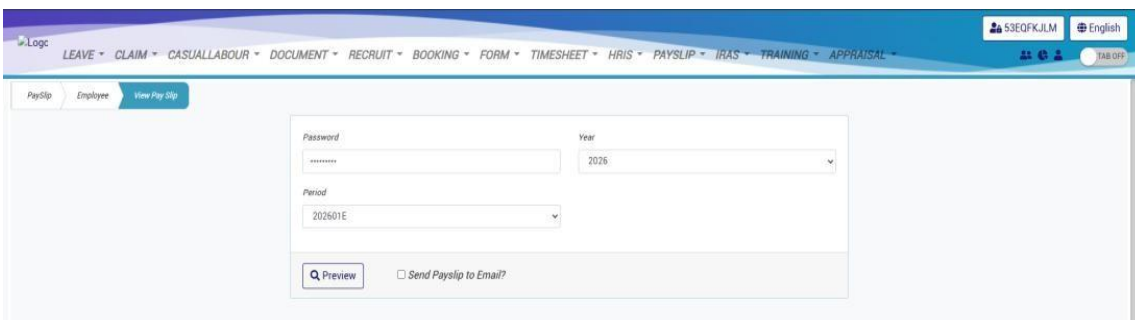 53EQFKJLM English
Logo
LEAVE CLAIM CASUALLABOUR DOCUMENT RECRUIT BOOKING FORM TIMESHEET HRIS PAYSLIP IRAS TRAINING APPRAISAL
TAB OFF
PaySlip Employee View Pay Slip
Password Year
********* 2026
Period
202601E
Preview Send Payslip to Email?